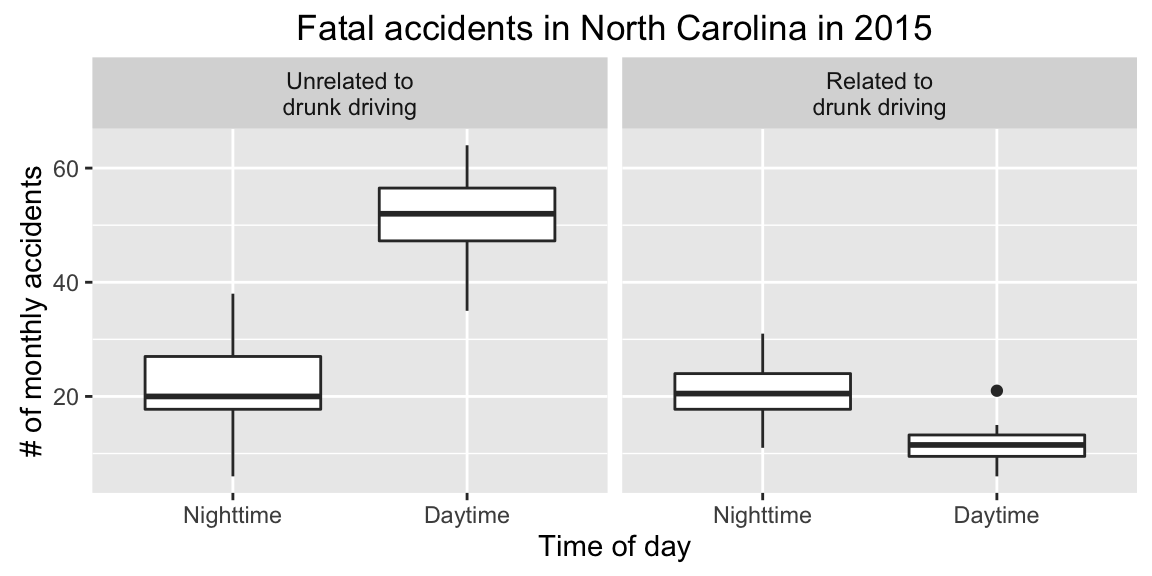 Fatal accidents in North Carolina in 2015
Unrelated to
drunk driving
Related to
drunk driving
# of monthly accidents
60
40
20
Nighttime
Daytime
Nighttime
Daytime
Time of day